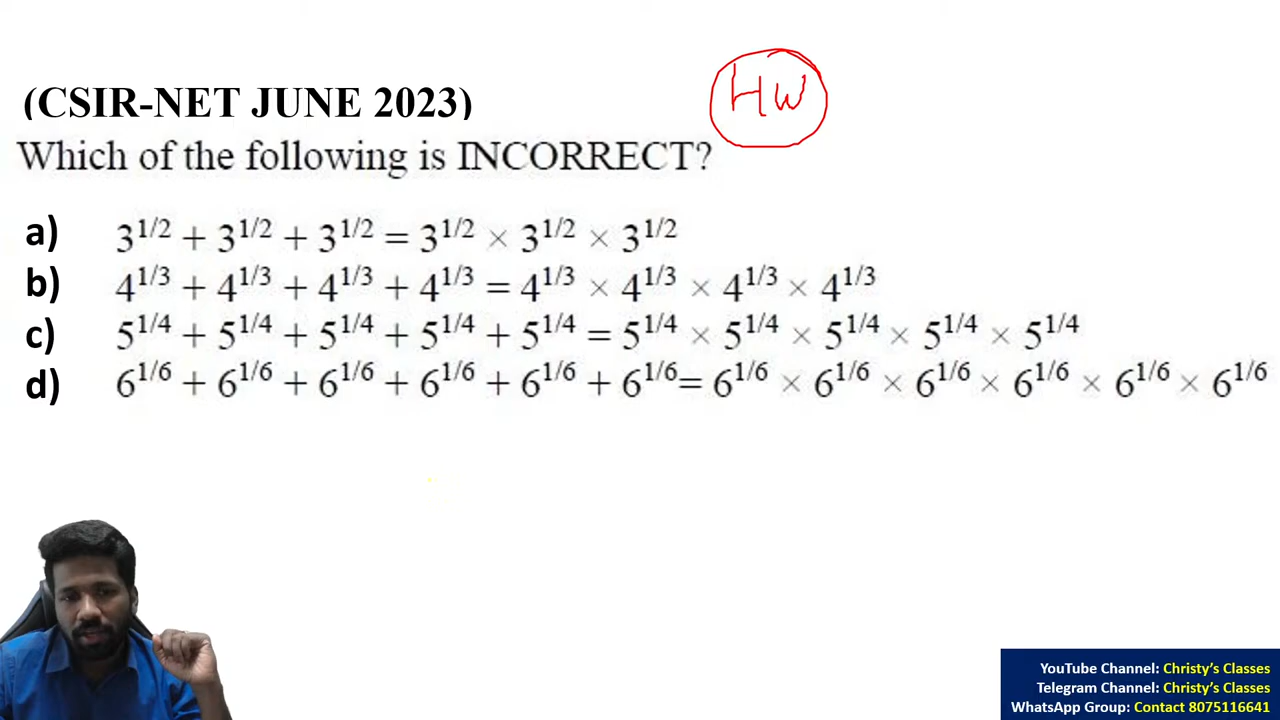 HW
(CSIR-NET JUNE 2023)
Which of the following is INCORRECT?
a) 3^{1/2} + 3^{1/2} + 3^{1/2} = 3^{1/2} × 3^{1/2} × 3^{1/2}
b) 4^{1/3} + 4^{1/3} + 4^{1/3} + 4^{1/3} = 4^{1/3} × 4^{1/3} × 4^{1/3} × 4^{1/3}
c) 5^{1/4} + 5^{1/4} + 5^{1/4} + 5^{1/4} + 5^{1/4} = 5^{1/4} × 5^{1/4} × 5^{1/4} × 5^{1/4} × 5^{1/4}
d) 6^{1/6} + 6^{1/6} + 6^{1/6} + 6^{1/6} + 6^{1/6} + 6^{1/6} = 6^{1/6} × 6^{1/6} × 6^{1/6} × 6^{1/6} × 6^{1/6} × 6^{1/6}
YouTube Channel: Christy's Classes
Telegram Channel: Christy's Classes
WhatsApp Group: Contact 8075116641